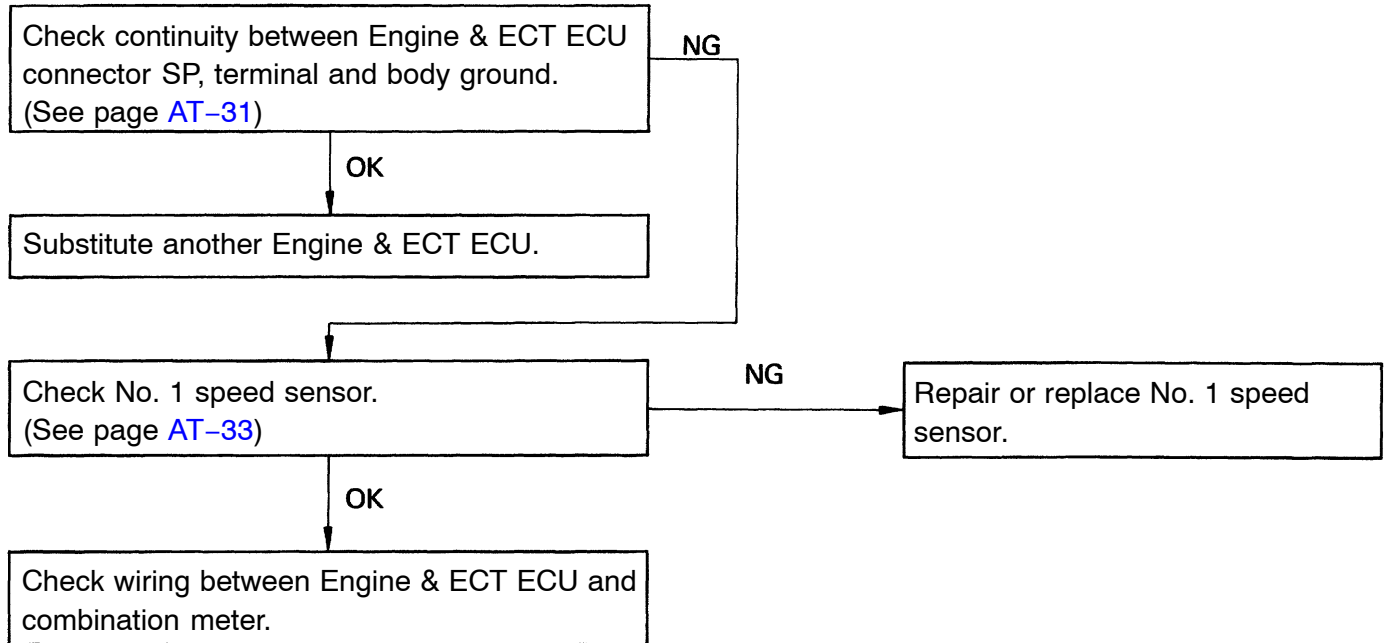 Check continuity between Engine & ECT ECU
connector SP, terminal and body ground.
(See page AT–31)
NG
OK
Substitute another Engine & ECT ECU.
Check No. 1 speed sensor.
(See page AT–33)
NG
Repair or replace No. 1 speed
sensor.
OK
Check wiring between Engine & ECT ECU and
combination meter.